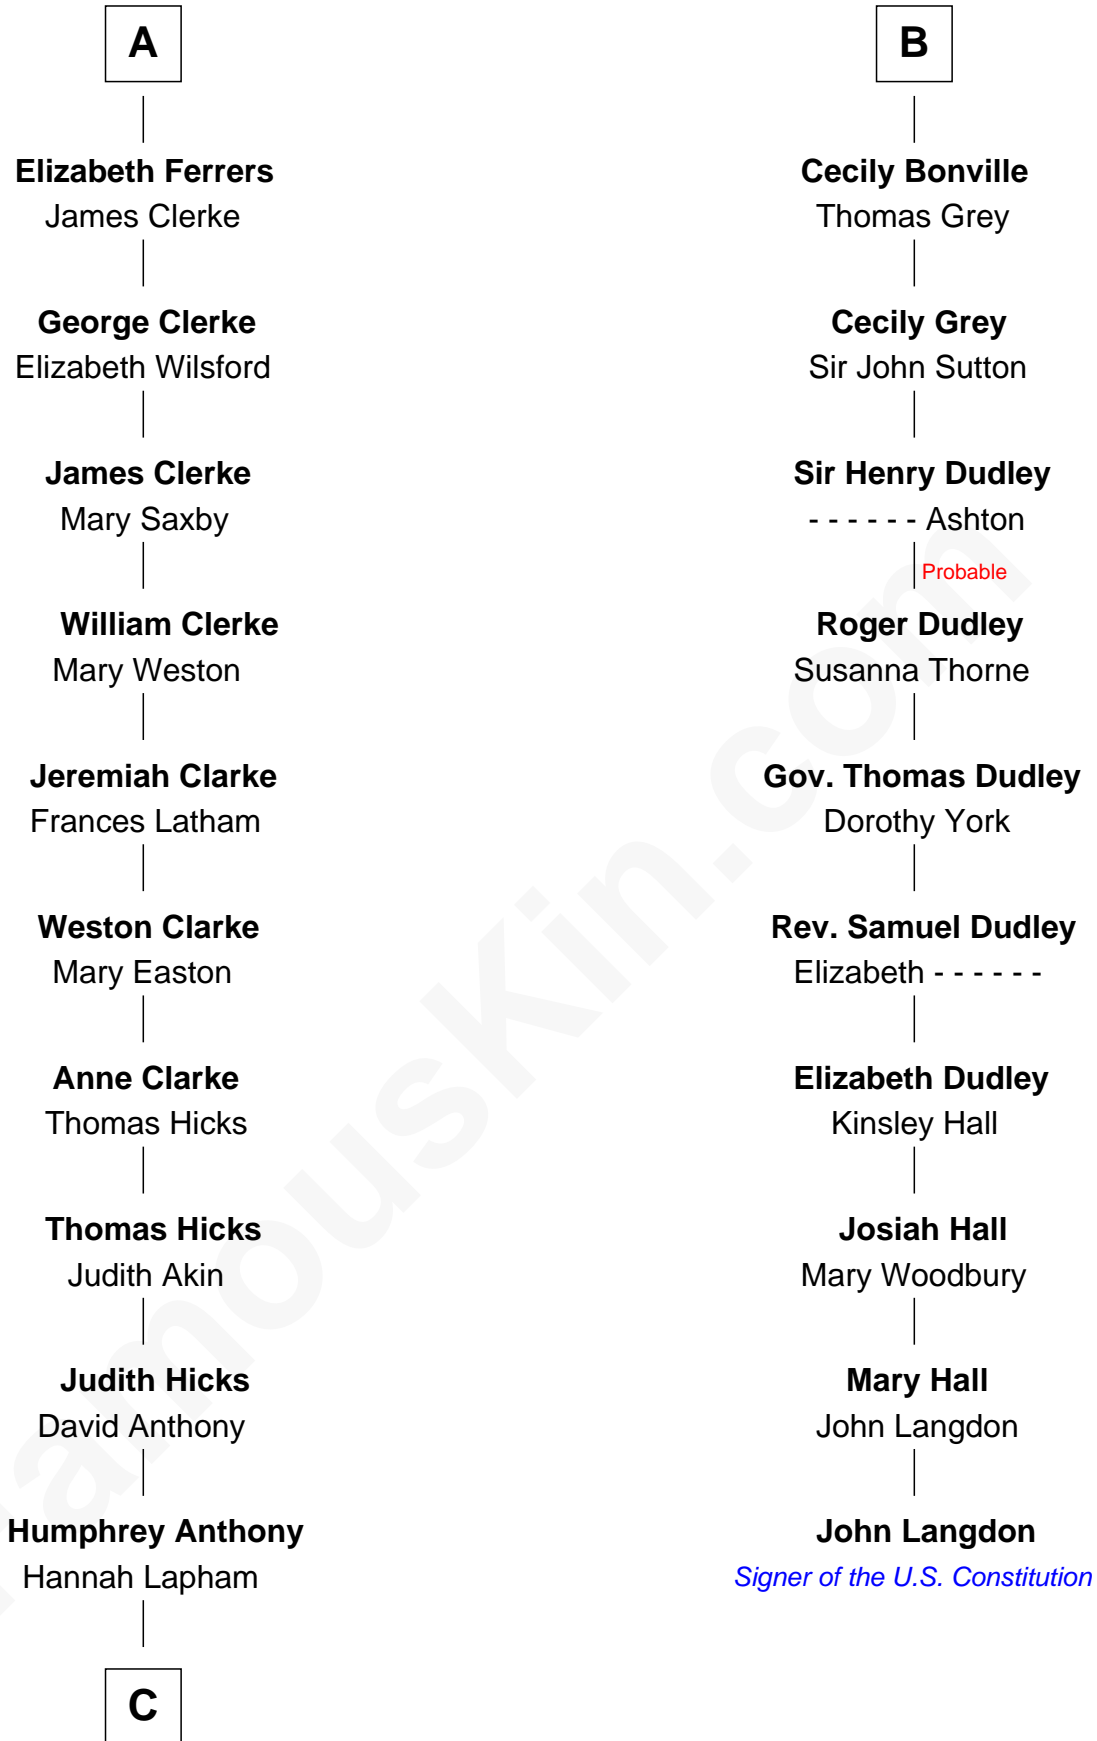 A
Elizabeth Ferrers
James Clerke
George Clerke
Elizabeth Wilsford
James Clerke
Mary Saxby
William Clerke
Mary Weston
Jeremiah Clarke
Frances Latham
Weston Clarke
Mary Easton
Anne Clarke
Thomas Hicks
Thomas Hicks
Judith Akin
Judith Hicks
David Anthony
Humphrey Anthony
Hannah Lapham
C
B
Cecily Bonville
Thomas Grey
Cecily Grey
Sir John Sutton
Sir Henry Dudley
- - - - - - Ashton
Probable
Roger Dudley
Susanna Thorne
Gov. Thomas Dudley
Dorothy York
Rev. Samuel Dudley
Elizabeth - - - - - -
Elizabeth Dudley
Kinsley Hall
Josiah Hall
Mary Woodbury
Mary Hall
John Langdon
John Langdon
Signer of the U.S. Constitution
FamousKin.com